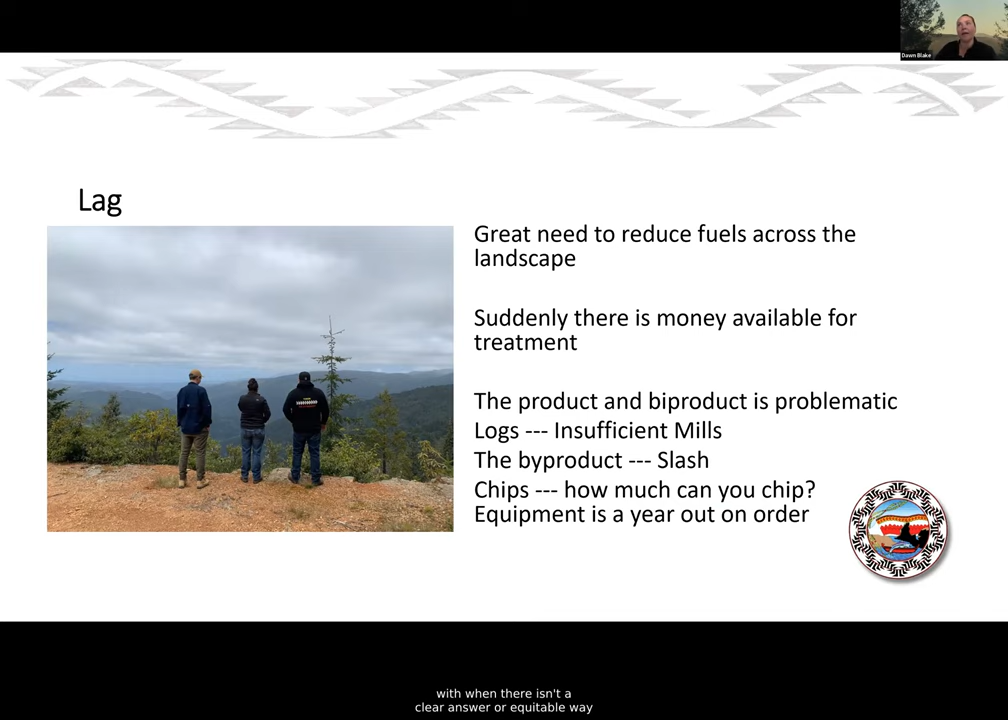 Dawn Blake
Lag
Great need to reduce fuels across the
landscape
Suddenly there is money available for
treatment
The product and biproduct is problematic
Logs --- Insufficient Mills
The byproduct --- Slash
Chips --- how much can you chip?
Equipment is a year out on order
with when there isn't a
clear answer or equitable way